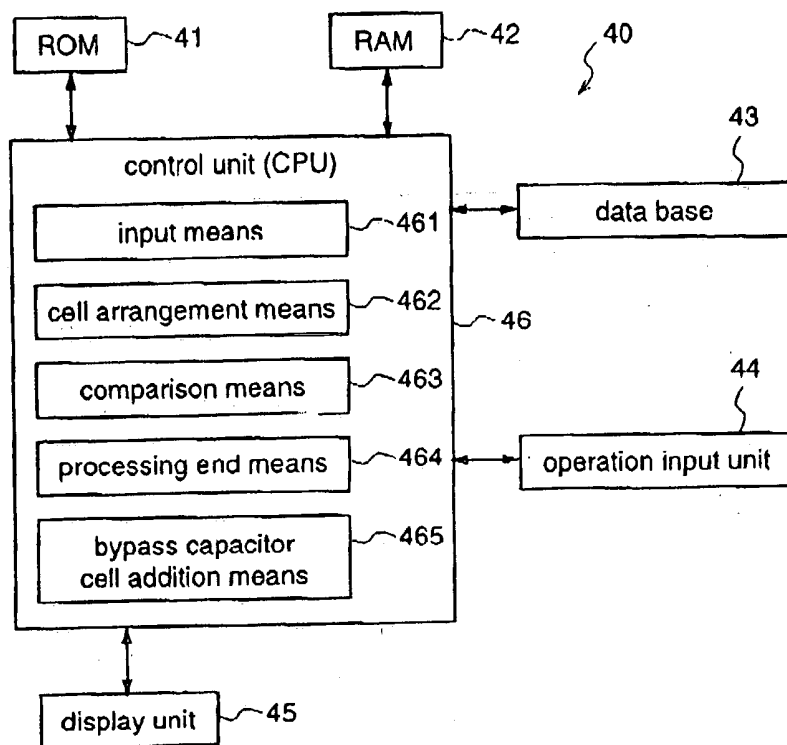 ROM 41
RAM 42
40
control unit (CPU)
43
data base
input means 461
cell arrangement means 462
46
comparison means 463
44
processing end means 464
operation input unit
bypass capacitor
cell addition means 465
display unit 45